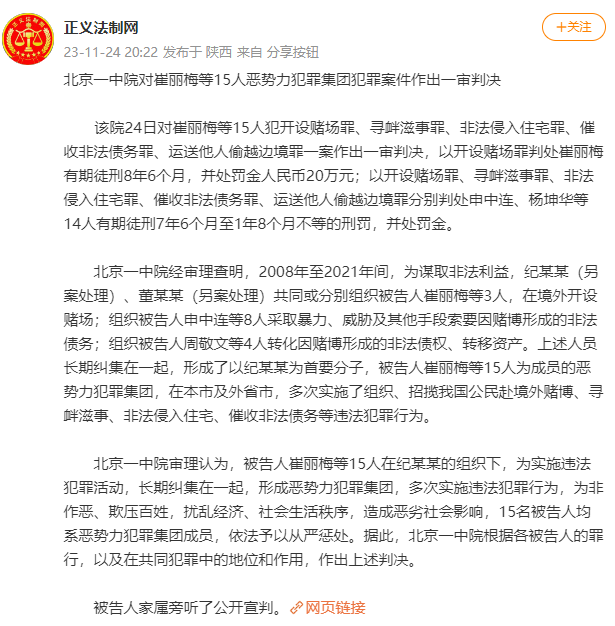 正义法制网
正义法制网
+关注
23-11-24 20:22 发布于 陕西 来自 分享按钮
北京一中院对崔丽梅等15人恶势力犯罪集团犯罪案件作出一审判决
该院24日对崔丽梅等15人犯开设赌场罪、寻衅滋事罪、非法侵入住宅罪、催
收非法债务罪、运送他人偷越边境罪一案作出一审判决，以开设赌场罪判处崔丽梅
有期徒刑8年6个月，并处罚金人民币20万元；以开设赌场罪、寻衅滋事罪、非法
侵入住宅罪、催收非法债务罪、运送他人偷越边境罪分别判处申中连、杨坤华等
14人有期徒刑7年6个月至1年8个月不等的刑罚，并处罚金。
北京一中院经审理查明，2008年至2021年间，为谋取非法利益，纪某某（另
案处理）、董某某（另案处理）共同或分别组织被告人崔丽梅等3人，在境外开设
赌场；组织被告人申中连等8人采取暴力、威胁及其他手段索要因赌博形成的非法
债务；组织被告人周敬文等4人转化因赌博形成的非法债权、转移资产。上述人员
长期纠集在一起，形成了以纪某某为首要分子，被告人崔丽梅等15人为成员的恶
势力犯罪集团，在本市及外省市，多次实施了组织、招揽我国公民赴境外赌博、寻
衅滋事、非法侵入住宅、催收非法债务等违法犯罪行为。
北京一中院审理认为，被告人崔丽梅等15人在纪某某的组织下，为实施违法
犯罪活动，长期纠集在一起，形成恶势力犯罪集团，多次实施违法犯罪行为，为非
作恶、欺压百姓，扰乱经济、社会生活秩序，造成恶劣社会影响，15名被告人均
系恶势力犯罪集团成员，依法予以从严惩处。据此，北京一中院根据各被告人的罪
行，以及在共同犯罪中的地位和作用，作出上述判决。
被告人家属旁听了公开宣判。网页链接